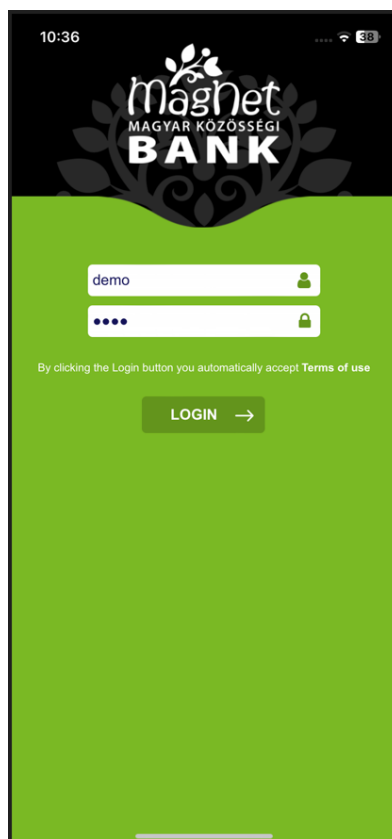 10:36
38
MagNet
MAGYAR KÖZÖSSÉGI
BANK
demo
••••
By clicking the Login button you automatically accept Terms of use
LOGIN